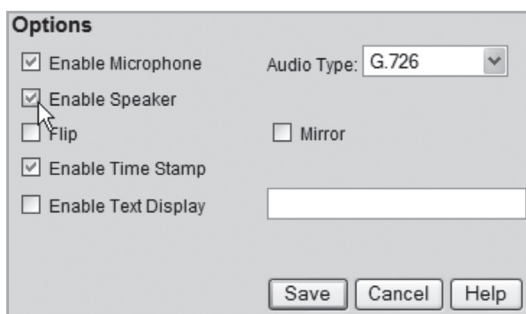 Options
Enable Microphone Audio Type: G.726
Enable Speaker
Flip Mirror
Enable Time Stamp
Enable Text Display
Save Cancel Help